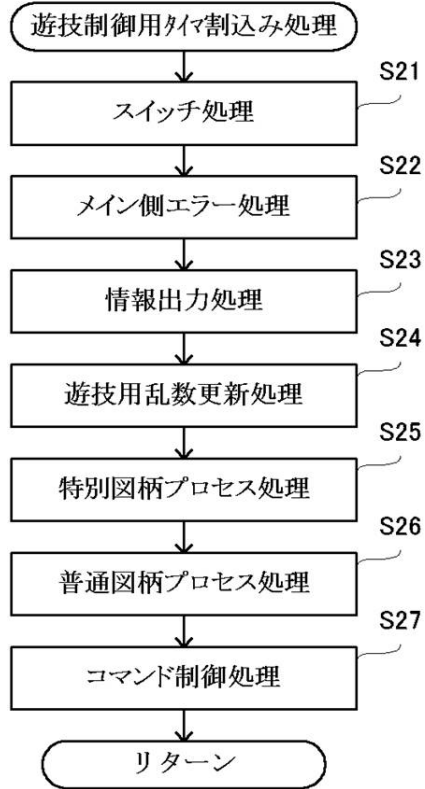 遊技制御用ﾀｲﾏ割込み処理
S21
スイッチ処理
S22
メイン側エラー処理
S23
情報出力処理
S24
遊技用乱数更新処理
S25
特別図柄プロセス処理
S26
普通図柄プロセス処理
S27
コマンド制御処理
リターン